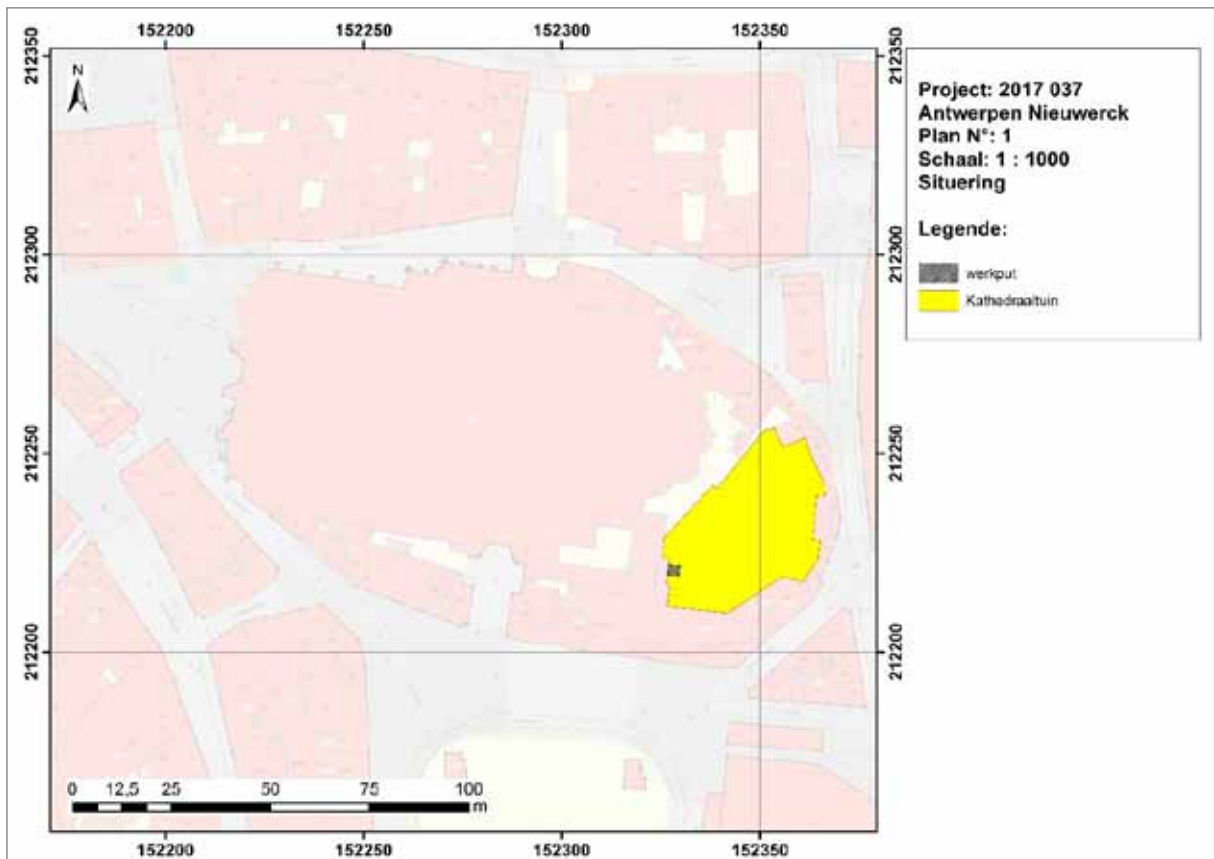 152200 152250 152300 152350
212350 212350
N
Project: 2017 037
Antwerpen Nieuwerck
Plan N°: 1
Schaal: 1 : 1000
Situering
Legende:
werkput
Kathedraaltuin
212300 212300
212250 212250
212200 212200
0 12,5 25 50 75 100
m
152200 152250 152300 152350